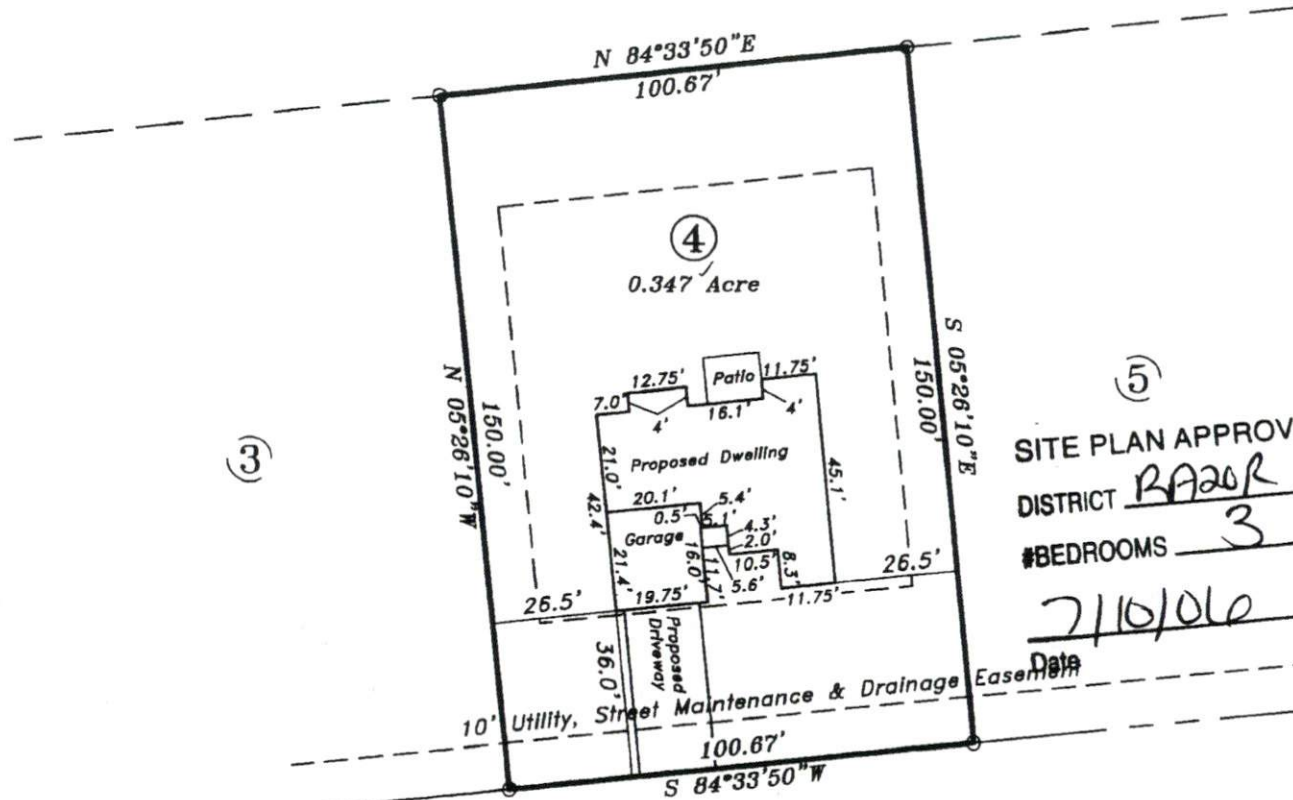 N 84°33'50"E
100.67'
4
0.347 Acre
N 05°26'10"W
150.00'
S 05°26'10"E
150.00'
3
5
12.75'
Patio
11.75'
7.0'
4'
16.1'
4'
21.0'
Proposed Dwelling
45.1'
42.4'
20.1'
5.4'
0.5'
5.1'
4.3'
Garage
2.0'
21.4'
16.0'
11.7'
10.5'
5.6'
8.3'
19.75'
11.75'
26.5'
26.5'
36.0'
Proposed
Driveway
SITE PLAN APPROV
DISTRICT RA20R
#BEDROOMS 3
7/10/06
Date
10' Utility, Street Maintenance & Drainage Easement
100.67'
S 84°33'50"W